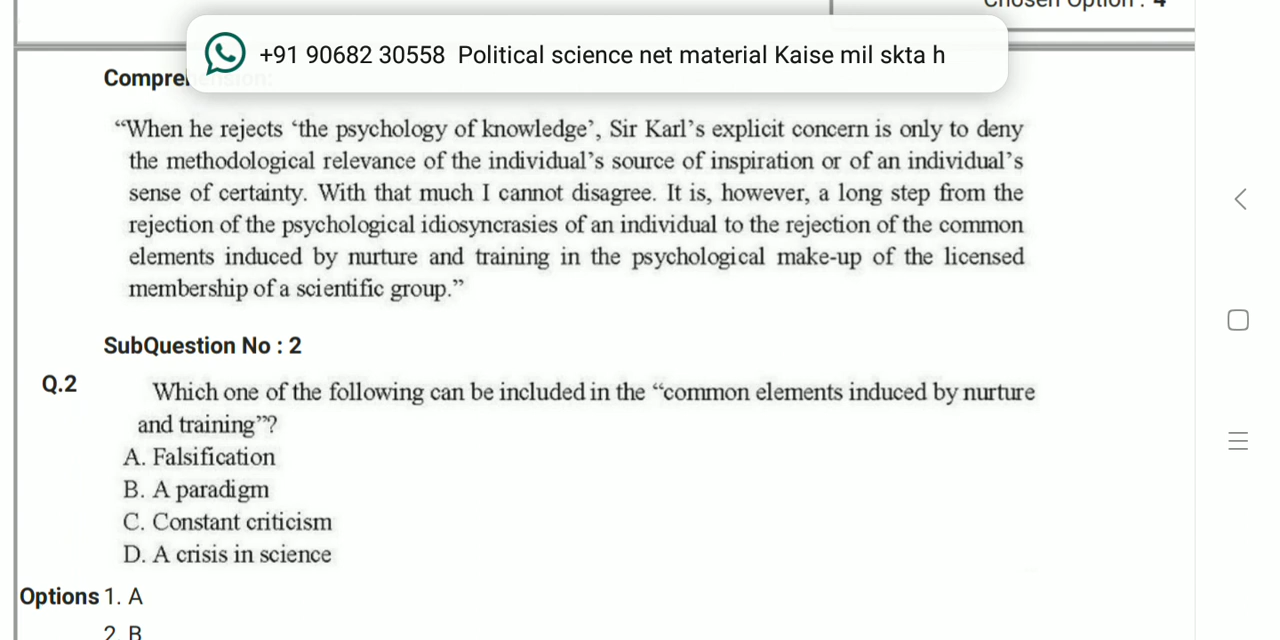 Chosen Option : 4
+91 90682 30558 Political science net material Kaise mil skta h
Comprehension:
“When he rejects ‘the psychology of knowledge’, Sir Karl’s explicit concern is only to deny
the methodological relevance of the individual’s source of inspiration or of an individual’s
sense of certainty. With that much I cannot disagree. It is, however, a long step from the
rejection of the psychological idiosyncrasies of an individual to the rejection of the common
elements induced by nurture and training in the psychological make-up of the licensed
membership of a scientific group.”
SubQuestion No : 2
Q.2
Which one of the following can be included in the “common elements induced by nurture
and training”?
A. Falsification
B. A paradigm
C. Constant criticism
D. A crisis in science
Options 1. A
2. B